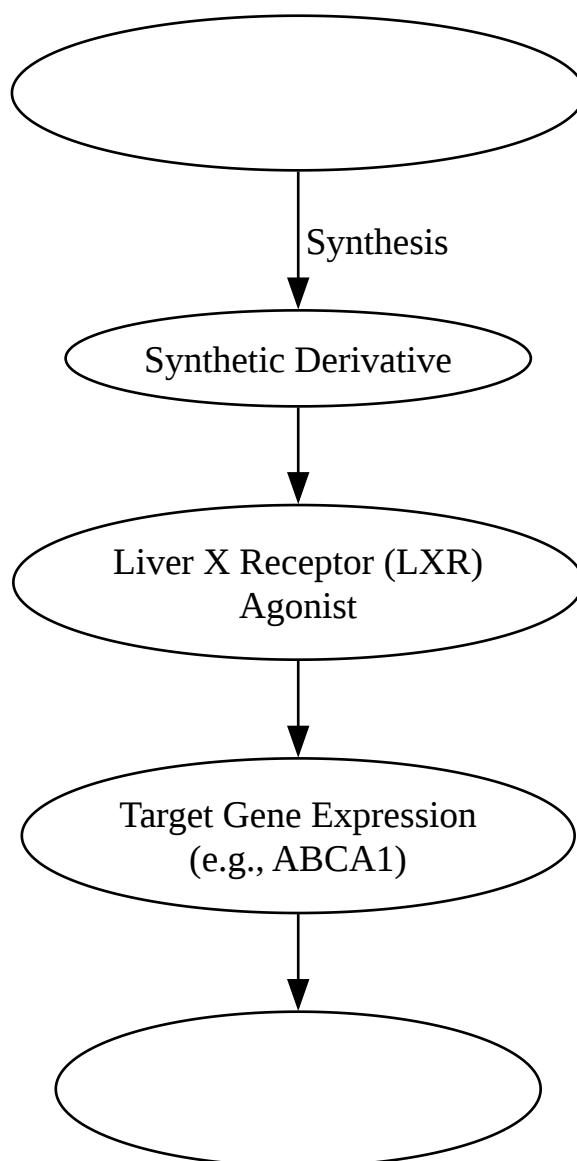 Synthesis
Synthetic Derivative
Liver X Receptor (LXR)
Agonist
Target Gene Expression
(e.g., ABCA1)